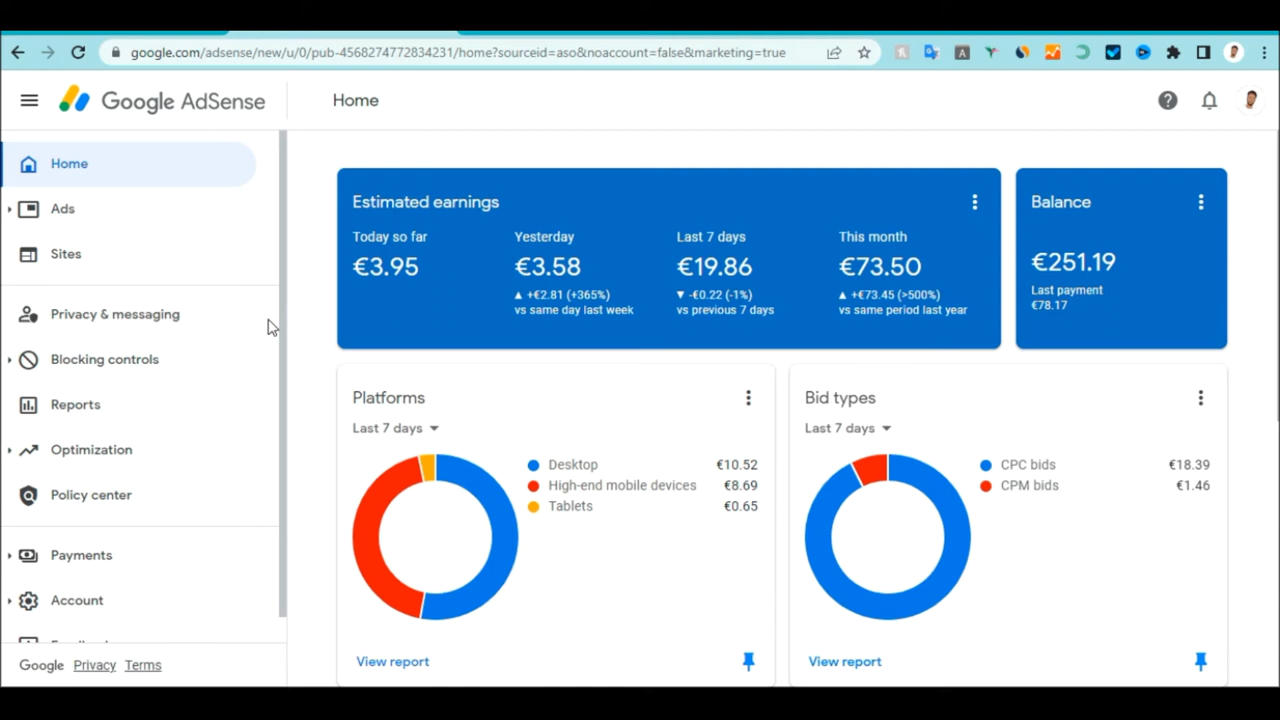 google.com/adsense/new/u/0/pub-4568274772834231/home?sourceid=aso&noaccount=false&marketing=true
Google AdSense
Home
Home
Ads
Sites
Privacy & messaging
Blocking controls
Reports
Optimization
Policy center
Payments
Account
Google Privacy Terms
Estimated earnings
Today so far
€3.95
Yesterday
€3.58
+€2.81 (+365%)
vs same day last week
Last 7 days
€19.86
-€0.22 (-1%)
vs previous 7 days
This month
€73.50
+€73.45 (>500%)
vs same period last year
Balance
€251.19
Last payment
€78.17
Platforms
Last 7 days
Desktop €10.52
High-end mobile devices €8.69
Tablets €0.65
View report
Bid types
Last 7 days
CPC bids €18.39
CPM bids €1.46
View report